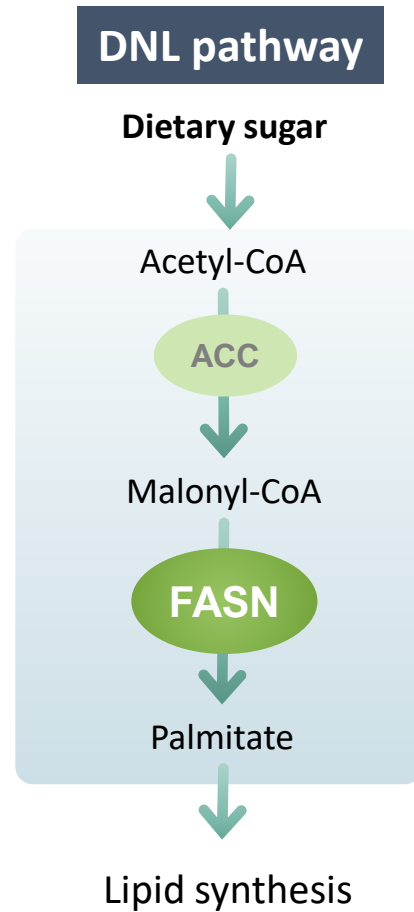 DNL pathway
Dietary sugar
Acetyl-CoA
ACC
Malonyl-CoA
FASN
Palmitate
Lipid synthesis